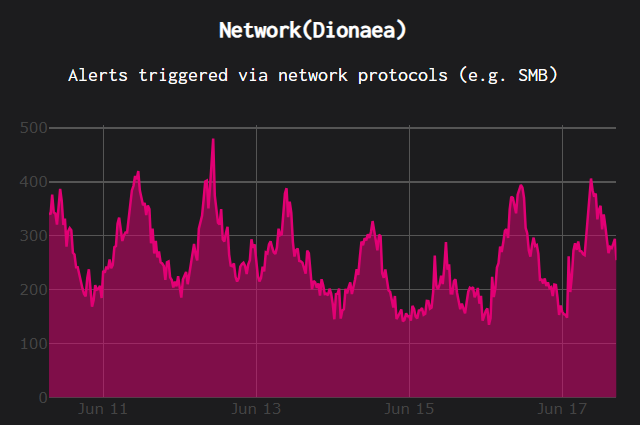 Network(Dionaea)
Alerts triggered via network protocols (e.g. SMB)
500
400
300
200
100
0
Jun 11 Jun 13 Jun 15 Jun 17